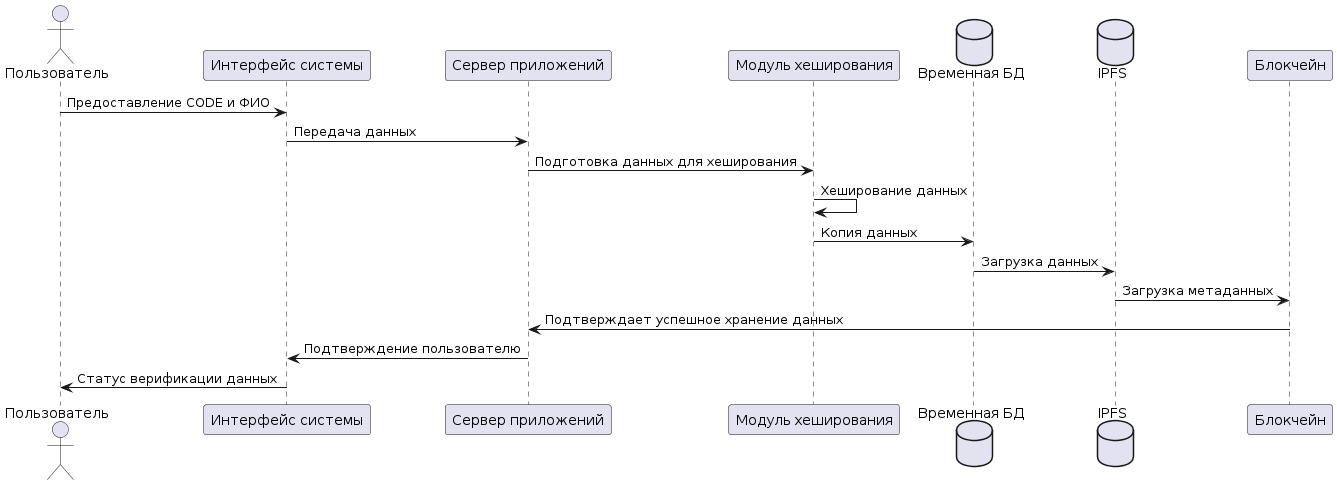 Пользователь
Интерфейс системы
Сервер приложений
Модуль хеширования
Временная БД
IPFS
Блокчейн
Предоставление CODE и ФИО
Передача данных
Подготовка данных для хеширования
Хеширование данных
Копия данных
Загрузка данных
Загрузка метаданных
Подтверждает успешное хранение данных
Подтверждение пользователю
Статус верификации данных
Пользователь
Интерфейс системы
Сервер приложений
Модуль хеширования
Временная БД
IPFS
Блокчейн